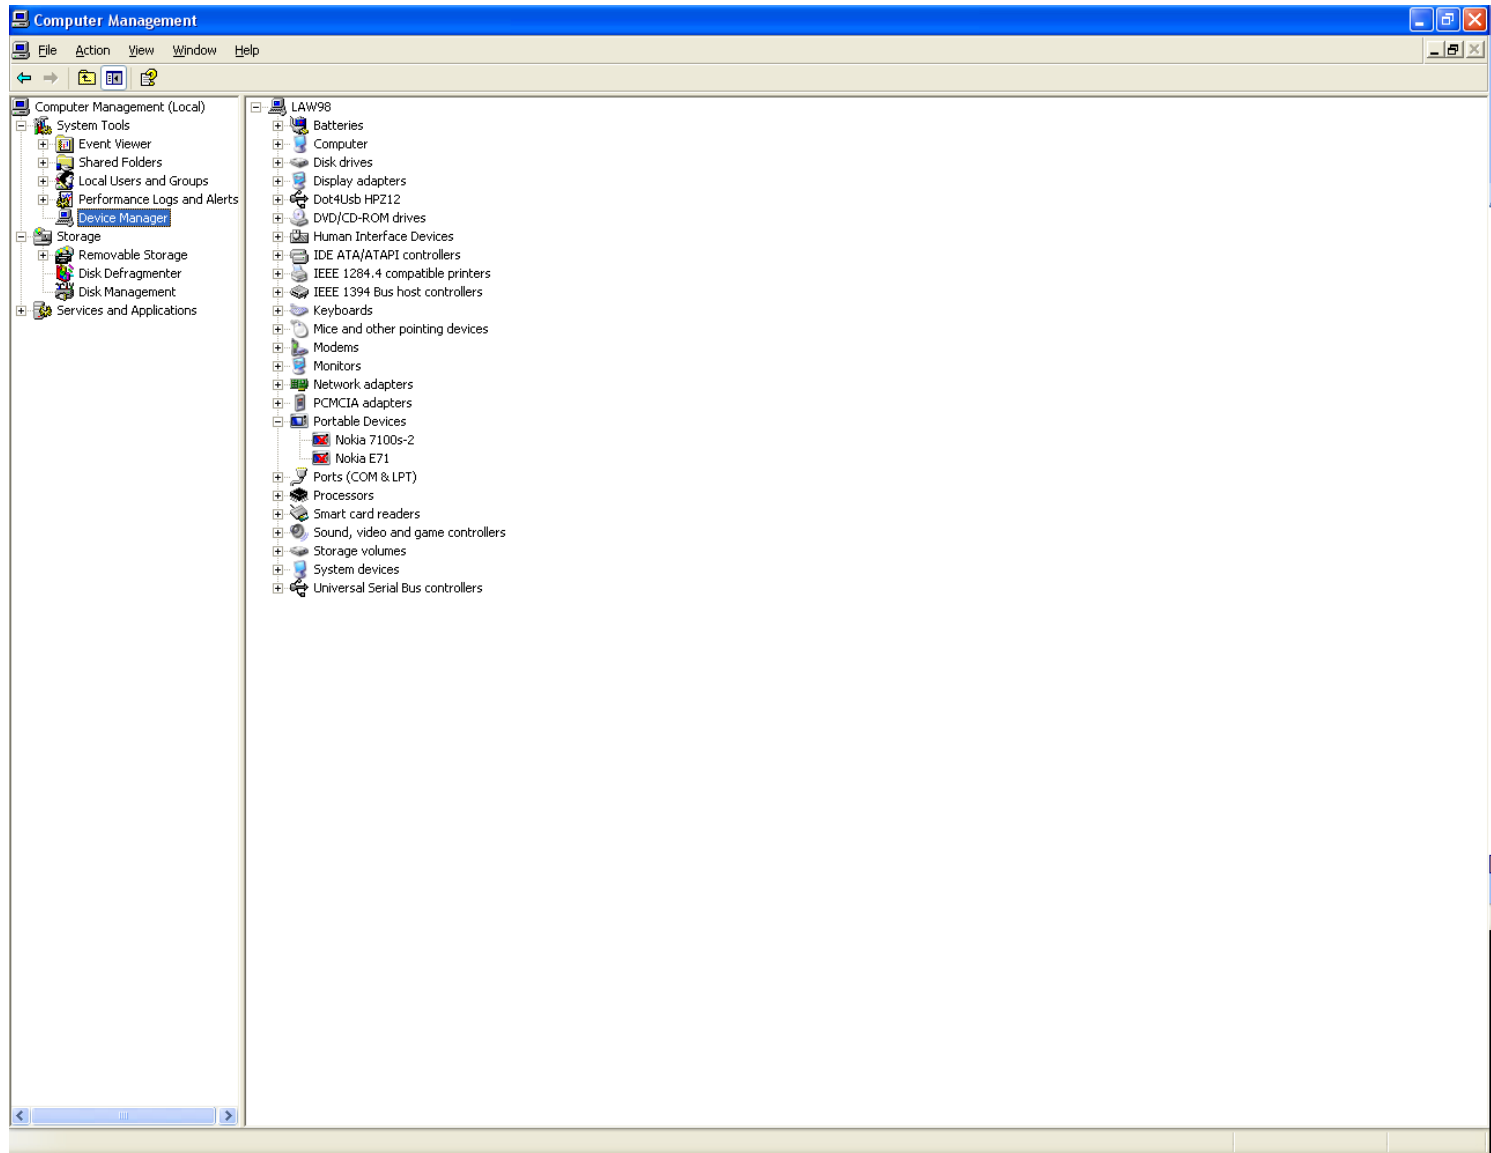 Computer Management
File Action View Window Help
Computer Management (Local)
System Tools
Event Viewer
Shared Folders
Local Users and Groups
Performance Logs and Alerts
Device Manager
Storage
Removable Storage
Disk Defragmenter
Disk Management
Services and Applications
LAW98
Batteries
Computer
Disk drives
Display adapters
Dot4Usb HPZ12
DVD/CD-ROM drives
Human Interface Devices
IDE ATA/ATAPI controllers
IEEE 1284.4 compatible printers
IEEE 1394 Bus host controllers
Keyboards
Mice and other pointing devices
Modems
Monitors
Network adapters
PCMCIA adapters
Portable Devices
Nokia 7100s-2
Nokia E71
Ports (COM & LPT)
Processors
Smart card readers
Sound, video and game controllers
Storage volumes
System devices
Universal Serial Bus controllers